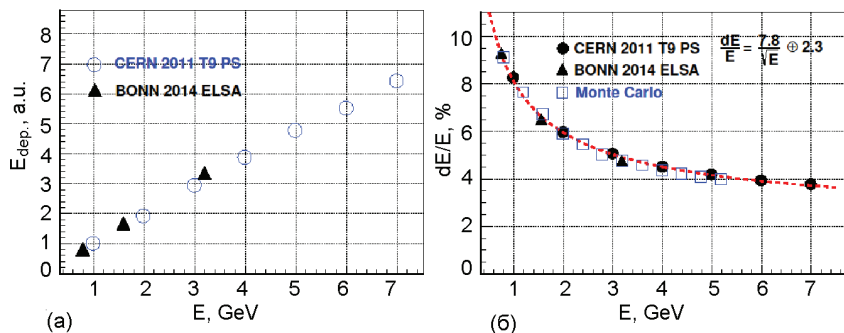 8
7
6
5
4
3
2
1
0
E_dep., a.u.
CERN 2011 T9 PS
BONN 2014 ELSA
1 2 3 4 5 6 7
E, GeV
(а)
10
8
6
4
2
0
dE/E, %
CERN 2011 T9 PS
BONN 2014 ELSA
Monte Carlo
dE/E = 7.8/√E ⊕ 2.3
1 2 3 4 5 6 7
E, GeV
(б)